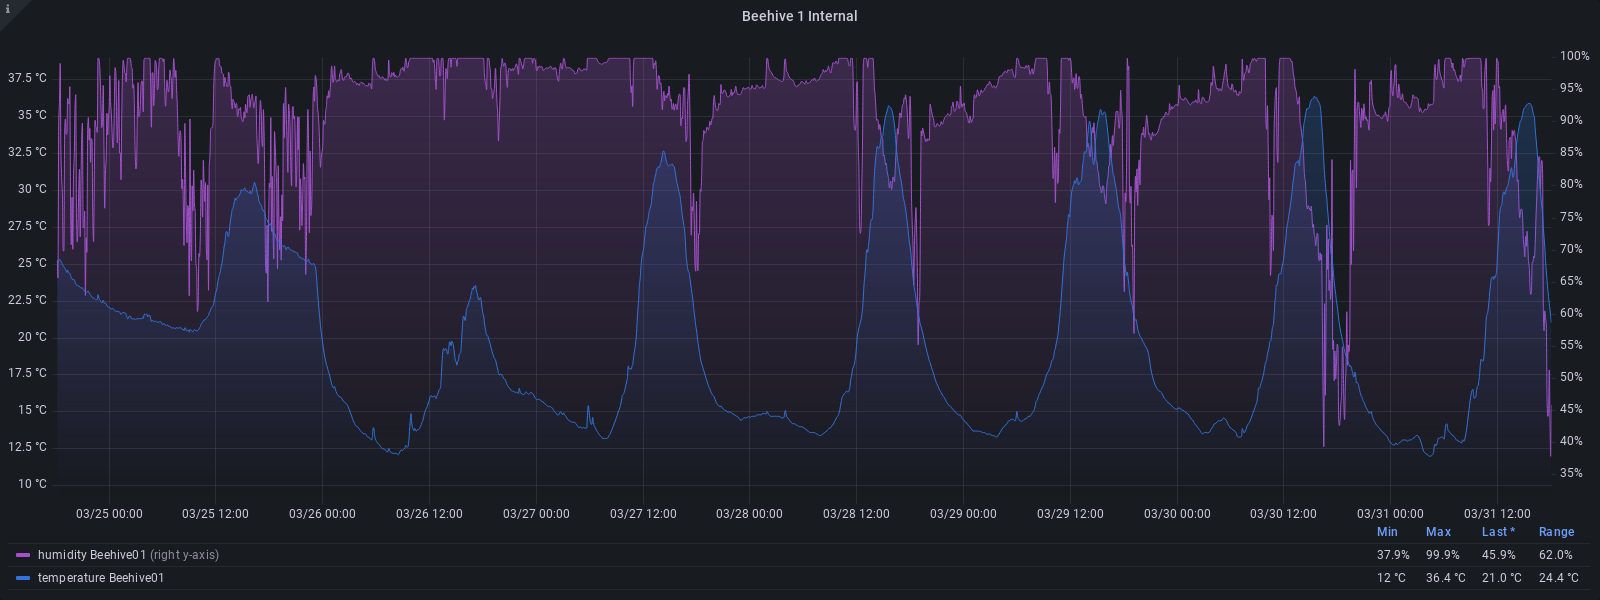 i
Beehive 1 Internal
37.5 °C
35 °C
32.5 °C
30 °C
27.5 °C
25 °C
22.5 °C
20 °C
17.5 °C
15 °C
12.5 °C
10 °C
100%
95%
90%
85%
80%
75%
70%
65%
60%
55%
50%
45%
40%
35%
03/25 00:00 03/25 12:00 03/26 00:00 03/26 12:00 03/27 00:00 03/27 12:00 03/28 00:00 03/28 12:00 03/29 00:00 03/29 12:00 03/30 00:00 03/30 12:00 03/31 00:00 03/31 12:00
Min Max Last * Range
humidity Beehive01 (right y-axis) 37.9% 99.9% 45.9% 62.0%
temperature Beehive01 12 °C 36.4 °C 21.0 °C 24.4 °C